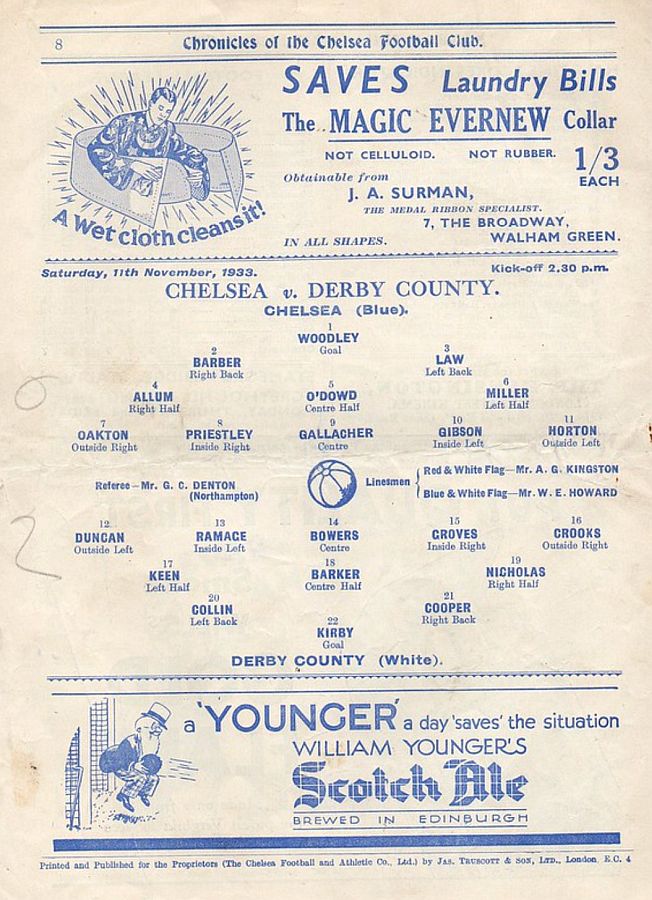 8
Chronicles of the Chelsea Football Club.
SAVES Laundry Bills
The MAGIC EVERNEW Collar
NOT CELLULOID. NOT RUBBER.
1/3
EACH
Obtainable from
J. A. SURMAN,
THE MEDAL RIBBON SPECIALIST.
7, THE BROADWAY,
IN ALL SHAPES. WALHAM GREEN.
A Wet cloth cleans it!
Saturday, 11th November, 1933. Kick-off 2.30 p.m.
CHELSEA v. DERBY COUNTY.
CHELSEA (Blue).
1
WOODLEY
Goal
2 3
BARBER LAW
Right Back Left Back
4 5 6
ALLUM O'DOWD MILLER
Right Half Centre Half Left Half
7 8 9 10 11
OAKTON PRIESTLEY GALLACHER GIBSON HORTON
Outside Right Inside Right Centre Inside Left Outside Left
Referee—Mr. G. C. DENTON
(Northampton)
Linesmen
Red & White Flag—Mr. A. G. KINGSTON
Blue & White Flag—Mr. W. E. HOWARD
12 13 14 15 16
DUNCAN RAMAGE BOWERS GROVES CROOKS
Outside Left Inside Left Centre Inside Right Outside Right
17 18 19
KEEN BARKER NICHOLAS
Left Half Centre Half Right Half
20 21
COLLIN COOPER
Left Back Right Back
22
KIRBY
Goal
DERBY COUNTY (White).
0
2
a 'YOUNGER' a day 'saves' the situation
WILLIAM YOUNGER'S
Scotch Ale
BREWED IN EDINBURGH
Printed and Published for the Proprietors (The Chelsea Football and Athletic Co., Ltd.) by JAS. TRUSCOTT & SON, LTD., London, E.C. 4